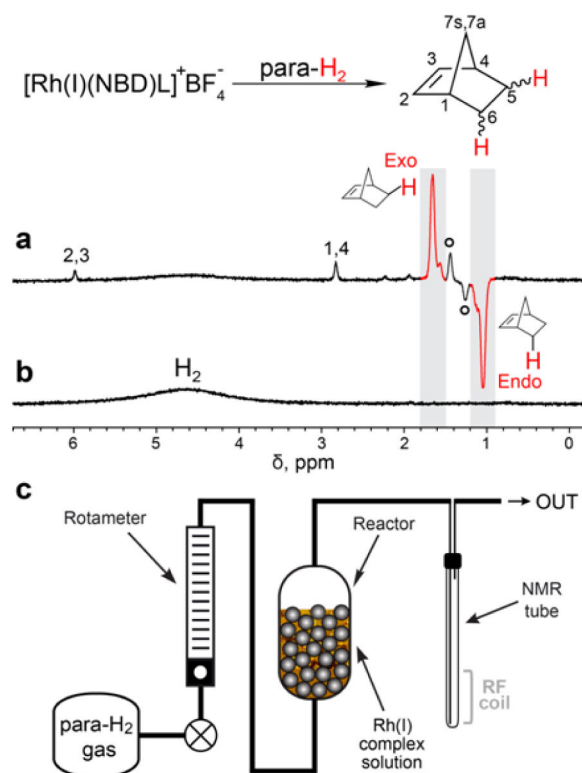 [Rh(I)(NBD)L]⁺BF₄⁻
para-H₂
7s,7a
3
4
H
5
2
1
6
H
Exo
H
a
2,3
1,4
H
b
H₂
Endo
6
5
4
3
2
1
0
δ, ppm
c
Rotameter
Reactor
OUT
NMR
tube
RF
coil
para-H₂
gas
Rh(I)
complex
solution